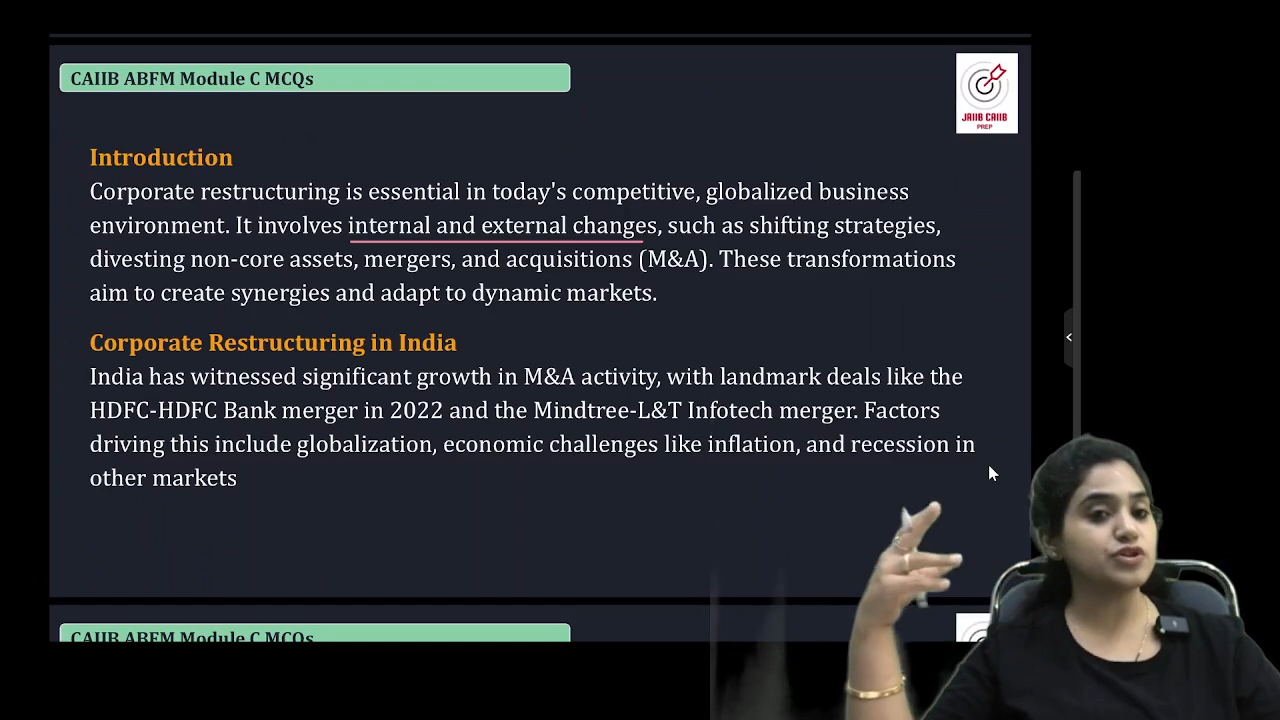 CAIIB ABFM Module C MCQs
JAIIB CAIIB
PREP
Introduction
Corporate restructuring is essential in today's competitive, globalized business
environment. It involves internal and external changes, such as shifting strategies,
divesting non-core assets, mergers, and acquisitions (M&A). These transformations
aim to create synergies and adapt to dynamic markets.
Corporate Restructuring in India
India has witnessed significant growth in M&A activity, with landmark deals like the
HDFC-HDFC Bank merger in 2022 and the Mindtree-L&T Infotech merger. Factors
driving this include globalization, economic challenges like inflation, and recession in
other markets
CAIIB ABFM Module C MCQs